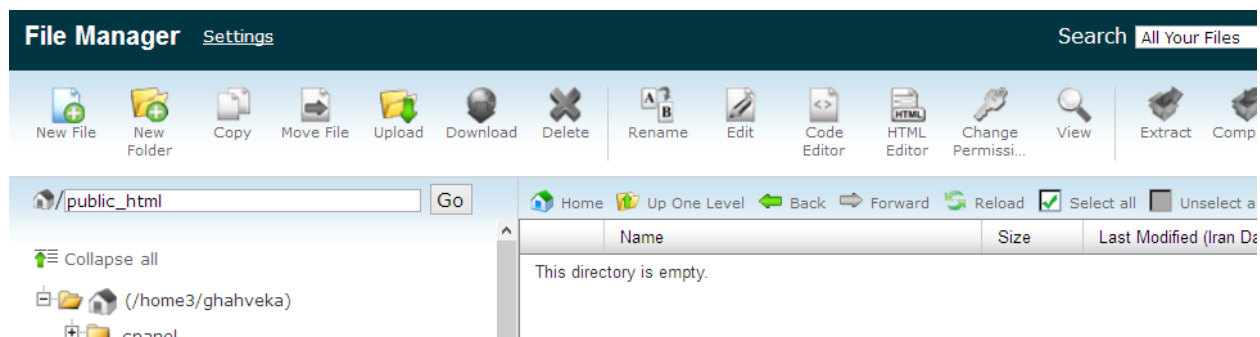 File Manager Settings Search All Your Files
New File New Folder Copy Move File Upload Download Delete Rename Edit Code Editor HTML Editor Change Permissi... View Extract
/ public_html Go Home Up One Level Back Forward Reload Select all Unselect
Name Size Last Modified (Iran
Collapse all
This directory is empty.
(/home3/ghahveka)
cpanel